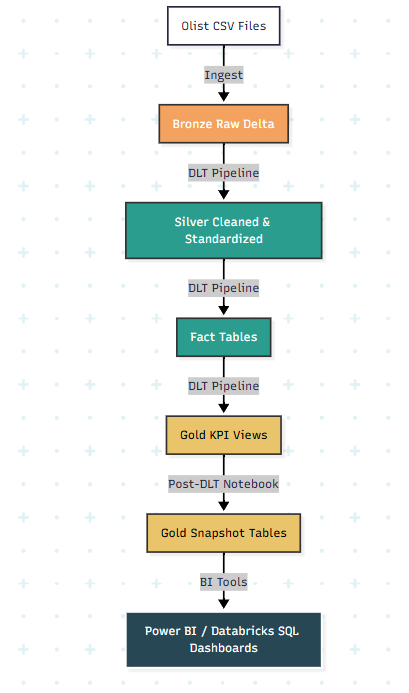 Olist CSV Files
Ingest
Bronze Raw Delta
DLT Pipeline
Silver Cleaned &
Standardized
DLT Pipeline
Fact Tables
DLT Pipeline
Gold KPI Views
Post-DLT Notebook
Gold Snapshot Tables
BI Tools
Power BI / Databricks SQL
Dashboards